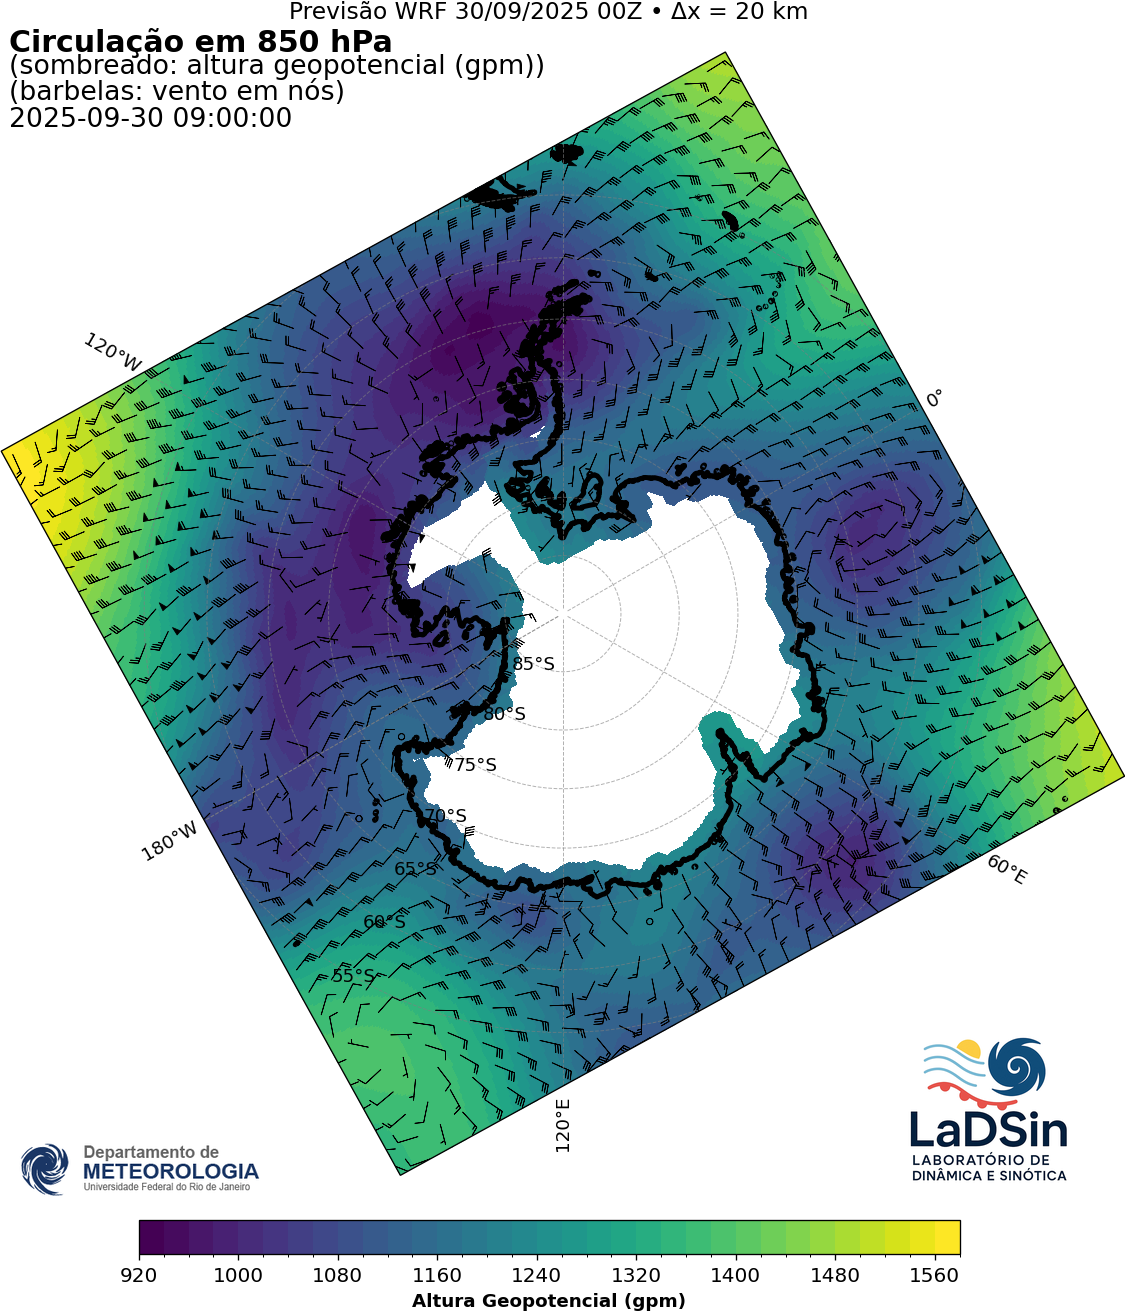 Previsão WRF 30/09/2025 00Z • Δx = 20 km
Circulação em 850 hPa
(sombreado: altura geopotencial (gpm))
(barbelas: vento em nós)
2025-09-30 09:00:00
120°W
0°
85°S
80°S
75°S
70°S
65°S
60°S
55°S
180°W
60°E
120°E
Departamento de
METEOROLOGIA
Universidade Federal do Rio de Janeiro
LaDSin
LABORATÓRIO DE
DINÂMICA E SINÓTICA
920 1000 1080 1160 1240 1320 1400 1480 1560
Altura Geopotencial (gpm)